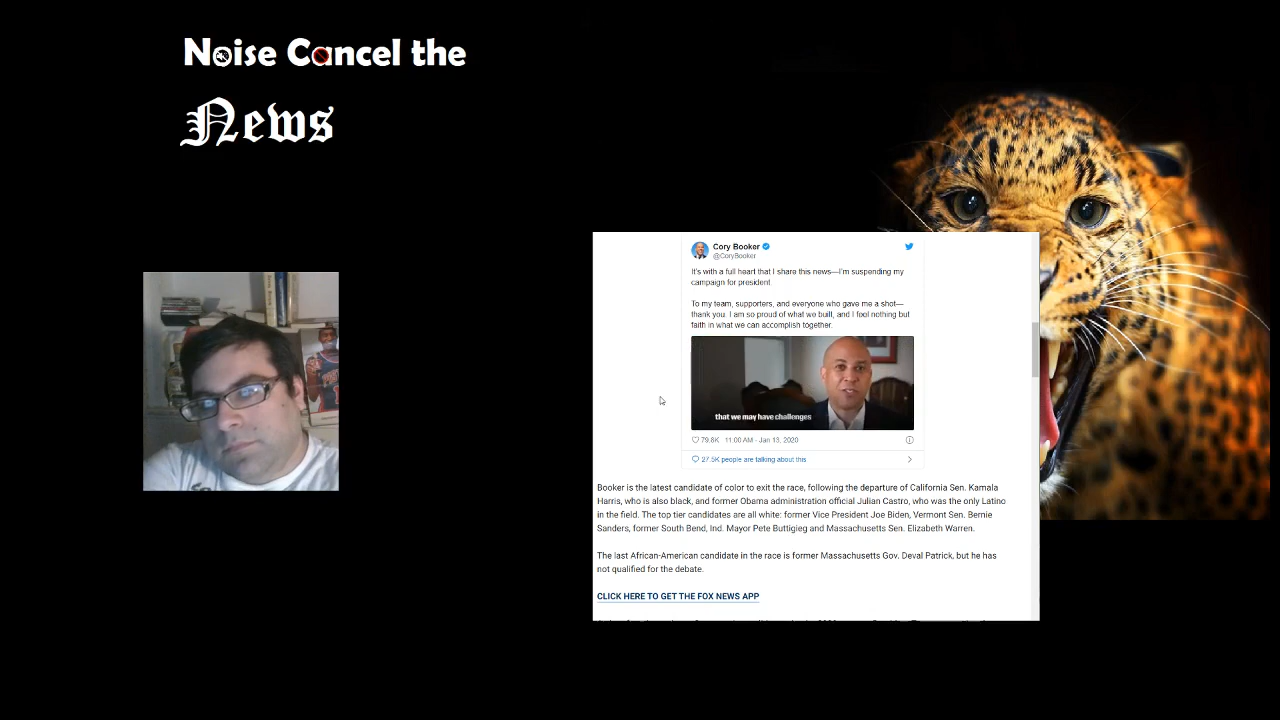 Noise Cancel the
News
Cory Booker
@CoryBooker
It's with a full heart that I share this news—I'm suspending my
campaign for president
To my team, supporters, and everyone who gave me a shot—
thank you. I am so proud of what we built, and I feel nothing but
faith in what we can accomplish together.
that we may have challenges
79.8K 11:00 AM - Jan 13, 2020
27.5K people are talking about this
Booker is the latest candidate of color to exit the race, following the departure of California Sen. Kamala
Harris, who is also black, and former Obama administration official Julian Castro, who was the only Latino
in the field. The top tier candidates are all white: former Vice President Joe Biden, Vermont Sen. Bernie
Sanders, former South Bend, Ind. Mayor Pete Buttigieg and Massachusetts Sen. Elizabeth Warren.
The last African-American candidate in the race is former Massachusetts Gov. Deval Patrick, but he has
not qualified for the debate.
CLICK HERE TO GET THE FOX NEWS APP